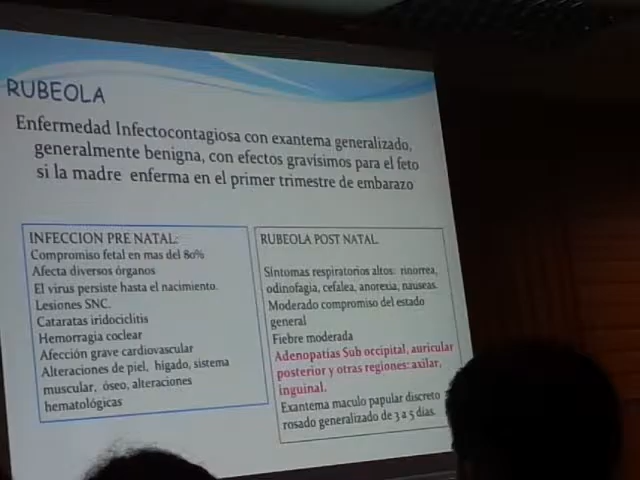 RUBEOLA
Enfermedad Infectocontagiosa con exantema generalizado,
generalmente benigna, con efectos gravísimos para el feto
si la madre enferma en el primer trimestre de embarazo
INFECCION PRE NATAL:
Compromiso fetal en mas del 80%
Afecta diversos órganos
El virus persiste hasta el nacimiento.
Lesiones SNC.
Cataratas iridociclitis
Hemorragia coclear
Afección grave cardiovascular
Alteraciones de piel, hígado, sistema
muscular, óseo, alteraciones
hematológicas
RUBEOLA POST NATAL.
Síntomas respiratorios altos: rinorrea,
odinofagia, cefalea, anorexia, nauseas.
Moderado compromiso del estado
general
Fiebre moderada
Adenopatías Sub occipital, auricular
posterior y otras regiones: axilar,
inguinal.
Exantema maculo papular discreto
rosado generalizado de 3 a 5 días.